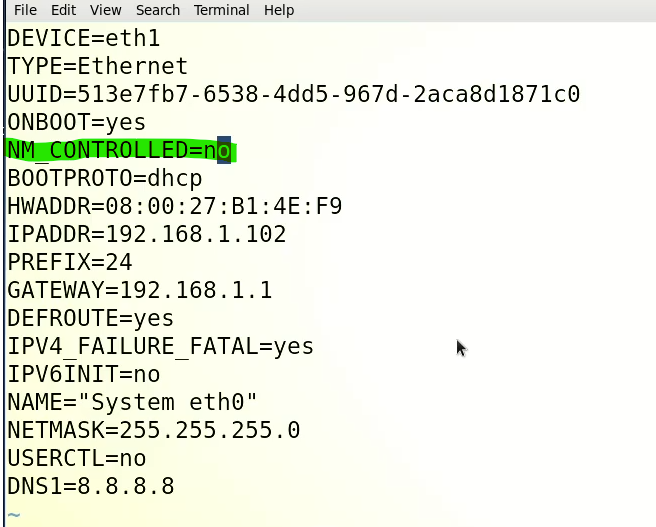 File Edit View Search Terminal Help
DEVICE=eth1
TYPE=Ethernet
UUID=513e7fb7-6538-4dd5-967d-2aca8d1871c0
ONBOOT=yes
NM_CONTROLLED=no
BOOTPROTO=dhcp
HWADDR=08:00:27:B1:4E:F9
IPADDR=192.168.1.102
PREFIX=24
GATEWAY=192.168.1.1
DEFROUTE=yes
IPV4_FAILURE_FATAL=yes
IPV6INIT=no
NAME="System eth0"
NETMASK=255.255.255.0
USERCTL=no
DNS1=8.8.8.8
~